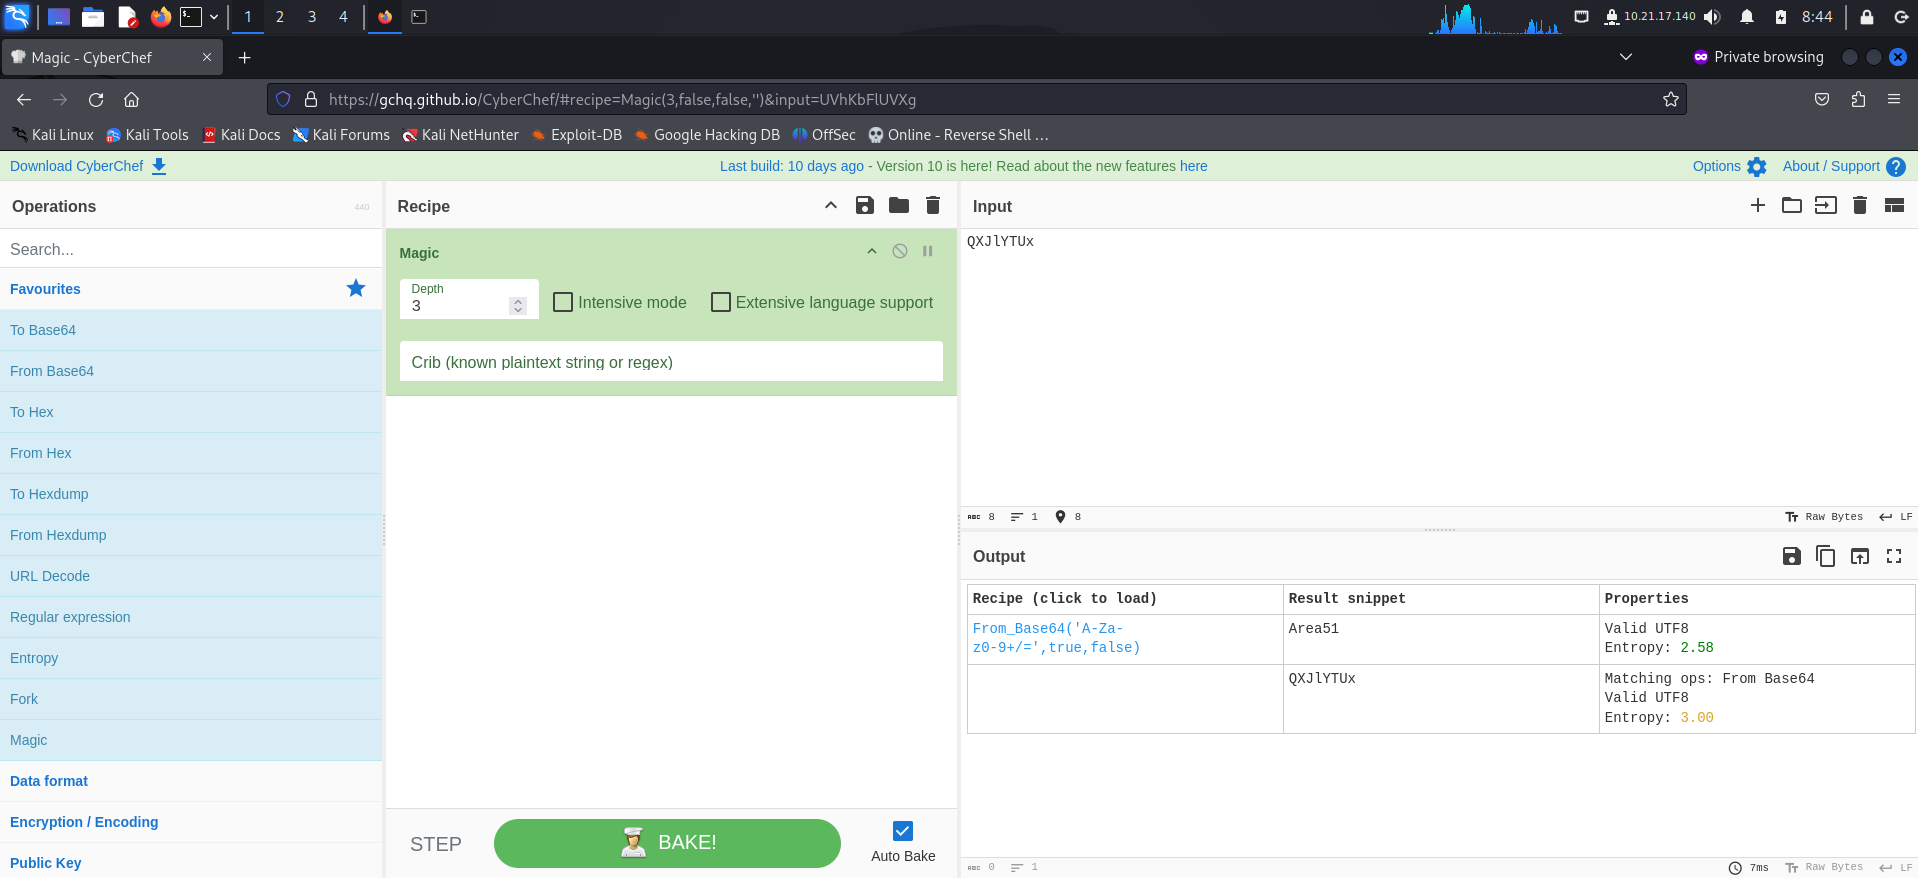 1 2 3 4
10.21.17.140 8:44
Magic - CyberChef
Private browsing
https://gchq.github.io/CyberChef/#recipe=Magic(3,false,false,'')&input=UVhKbFlUVXg
Kali Linux Kali Tools Kali Docs Kali Forums Kali NetHunter Exploit-DB Google Hacking DB OffSec Online - Reverse Shell …
Download CyberChef Last build: 10 days ago - Version 10 is here! Read about the new features here Options About / Support
Operations 440
Search...
Favourites
To Base64
From Base64
To Hex
From Hex
To Hexdump
From Hexdump
URL Decode
Regular expression
Entropy
Fork
Magic
Data format
Encryption / Encoding
Public Key
Recipe
Magic
Depth
3
Intensive mode
Extensive language support
Crib (known plaintext string or regex)
STEP
BAKE!
Auto Bake
Input
QXJlYTUx
ABC 8 1 8 Raw Bytes LF
Output
Recipe (click to load) Result snippet Properties
From_Base64('A-Za- Area51 Valid UTF8
z0-9+/=',true,false) Entropy: 2.58
QXJlYTUx Matching ops: From Base64
Valid UTF8
Entropy: 3.00
ABC 0 1 7ms Raw Bytes LF